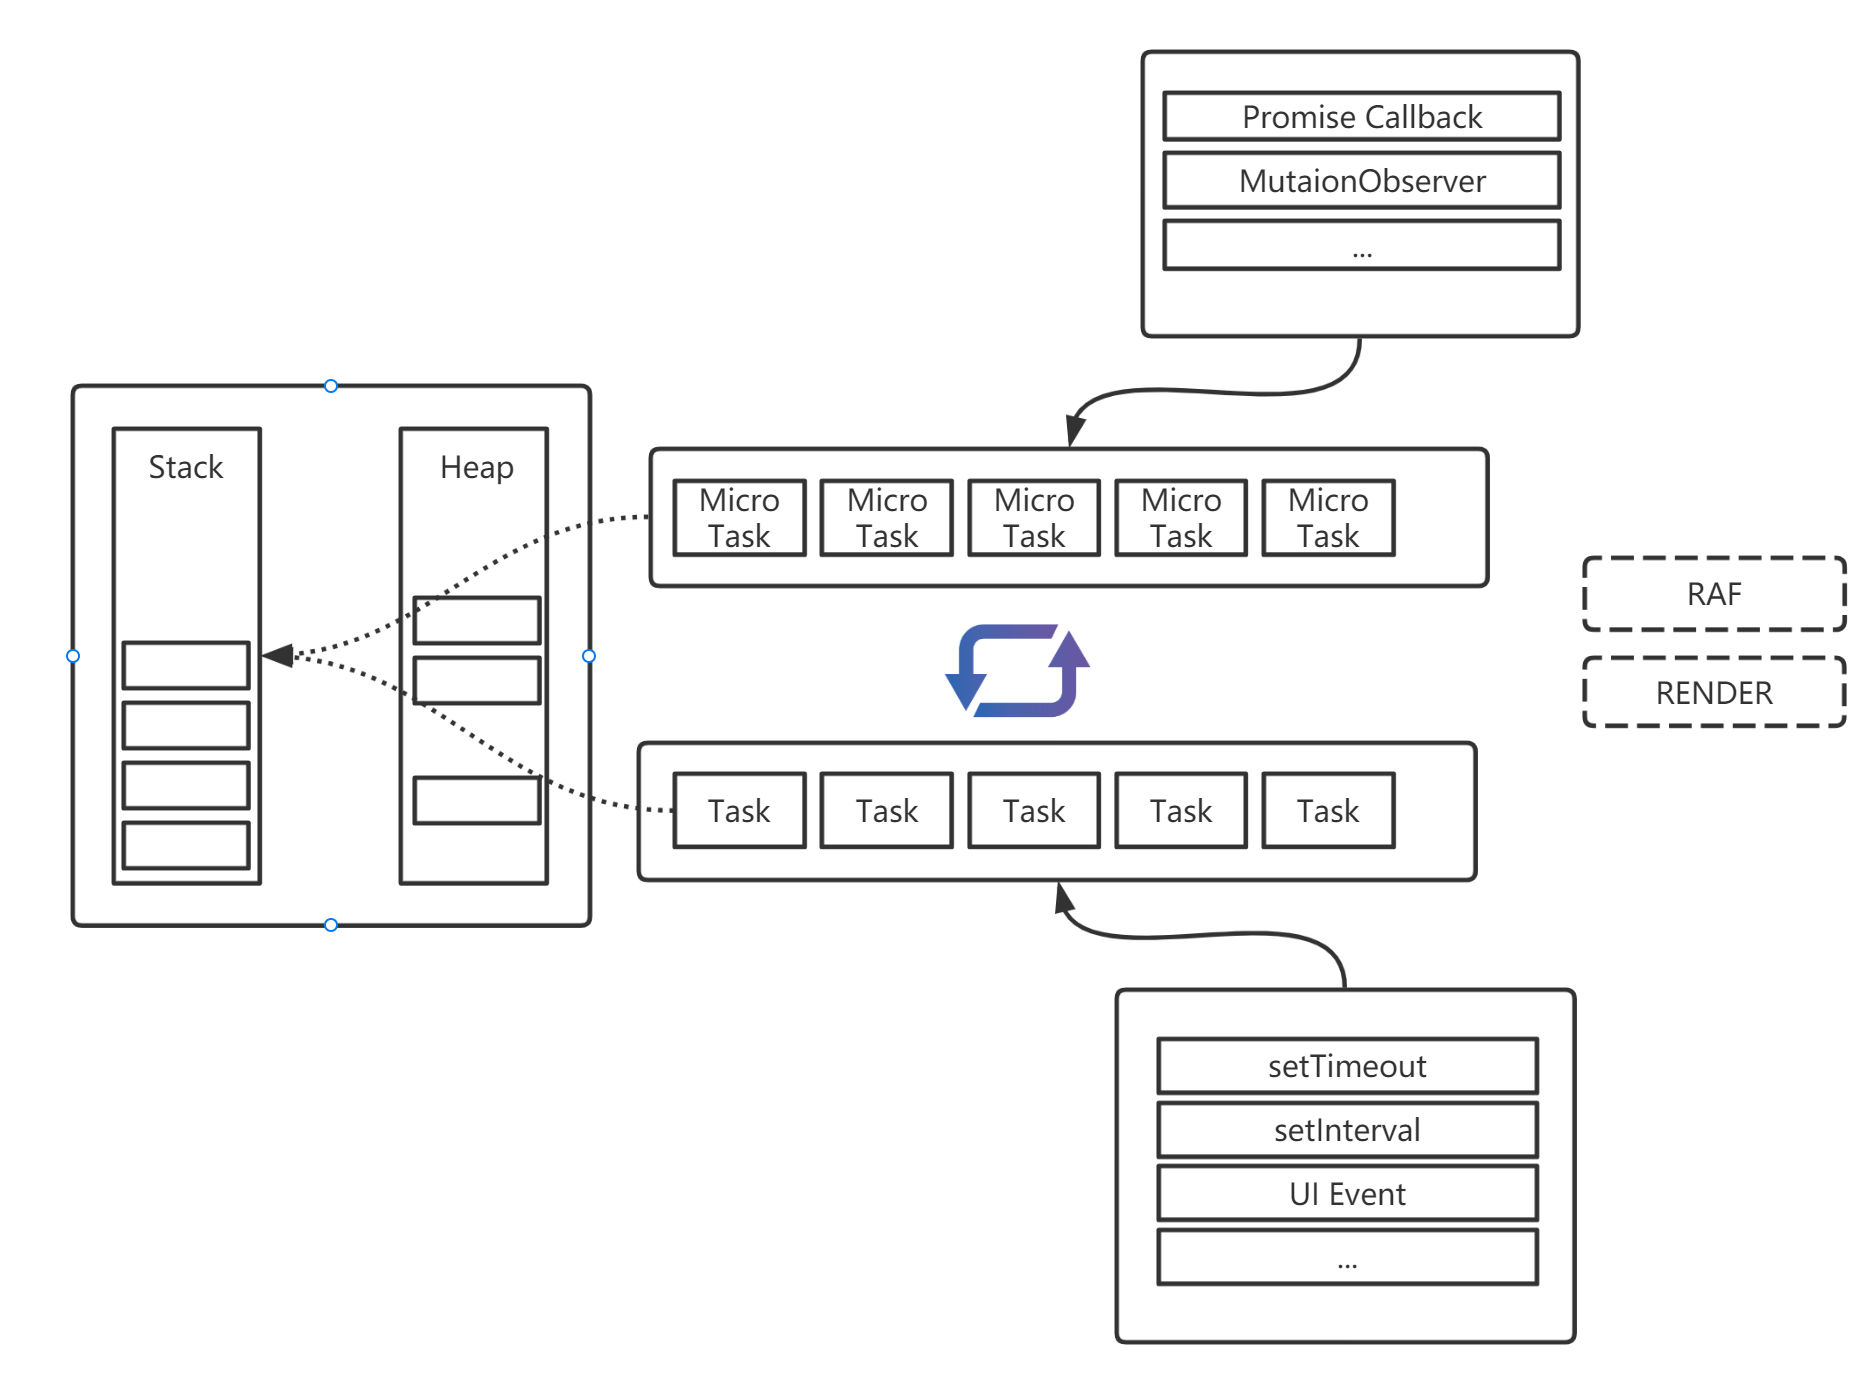 Promise Callback
MutaionObserver
...
Stack
Heap
Micro
Task
Micro
Task
Micro
Task
Micro
Task
Micro
Task
RAF
RENDER
Task
Task
Task
Task
Task
setTimeout
setInterval
UI Event
...